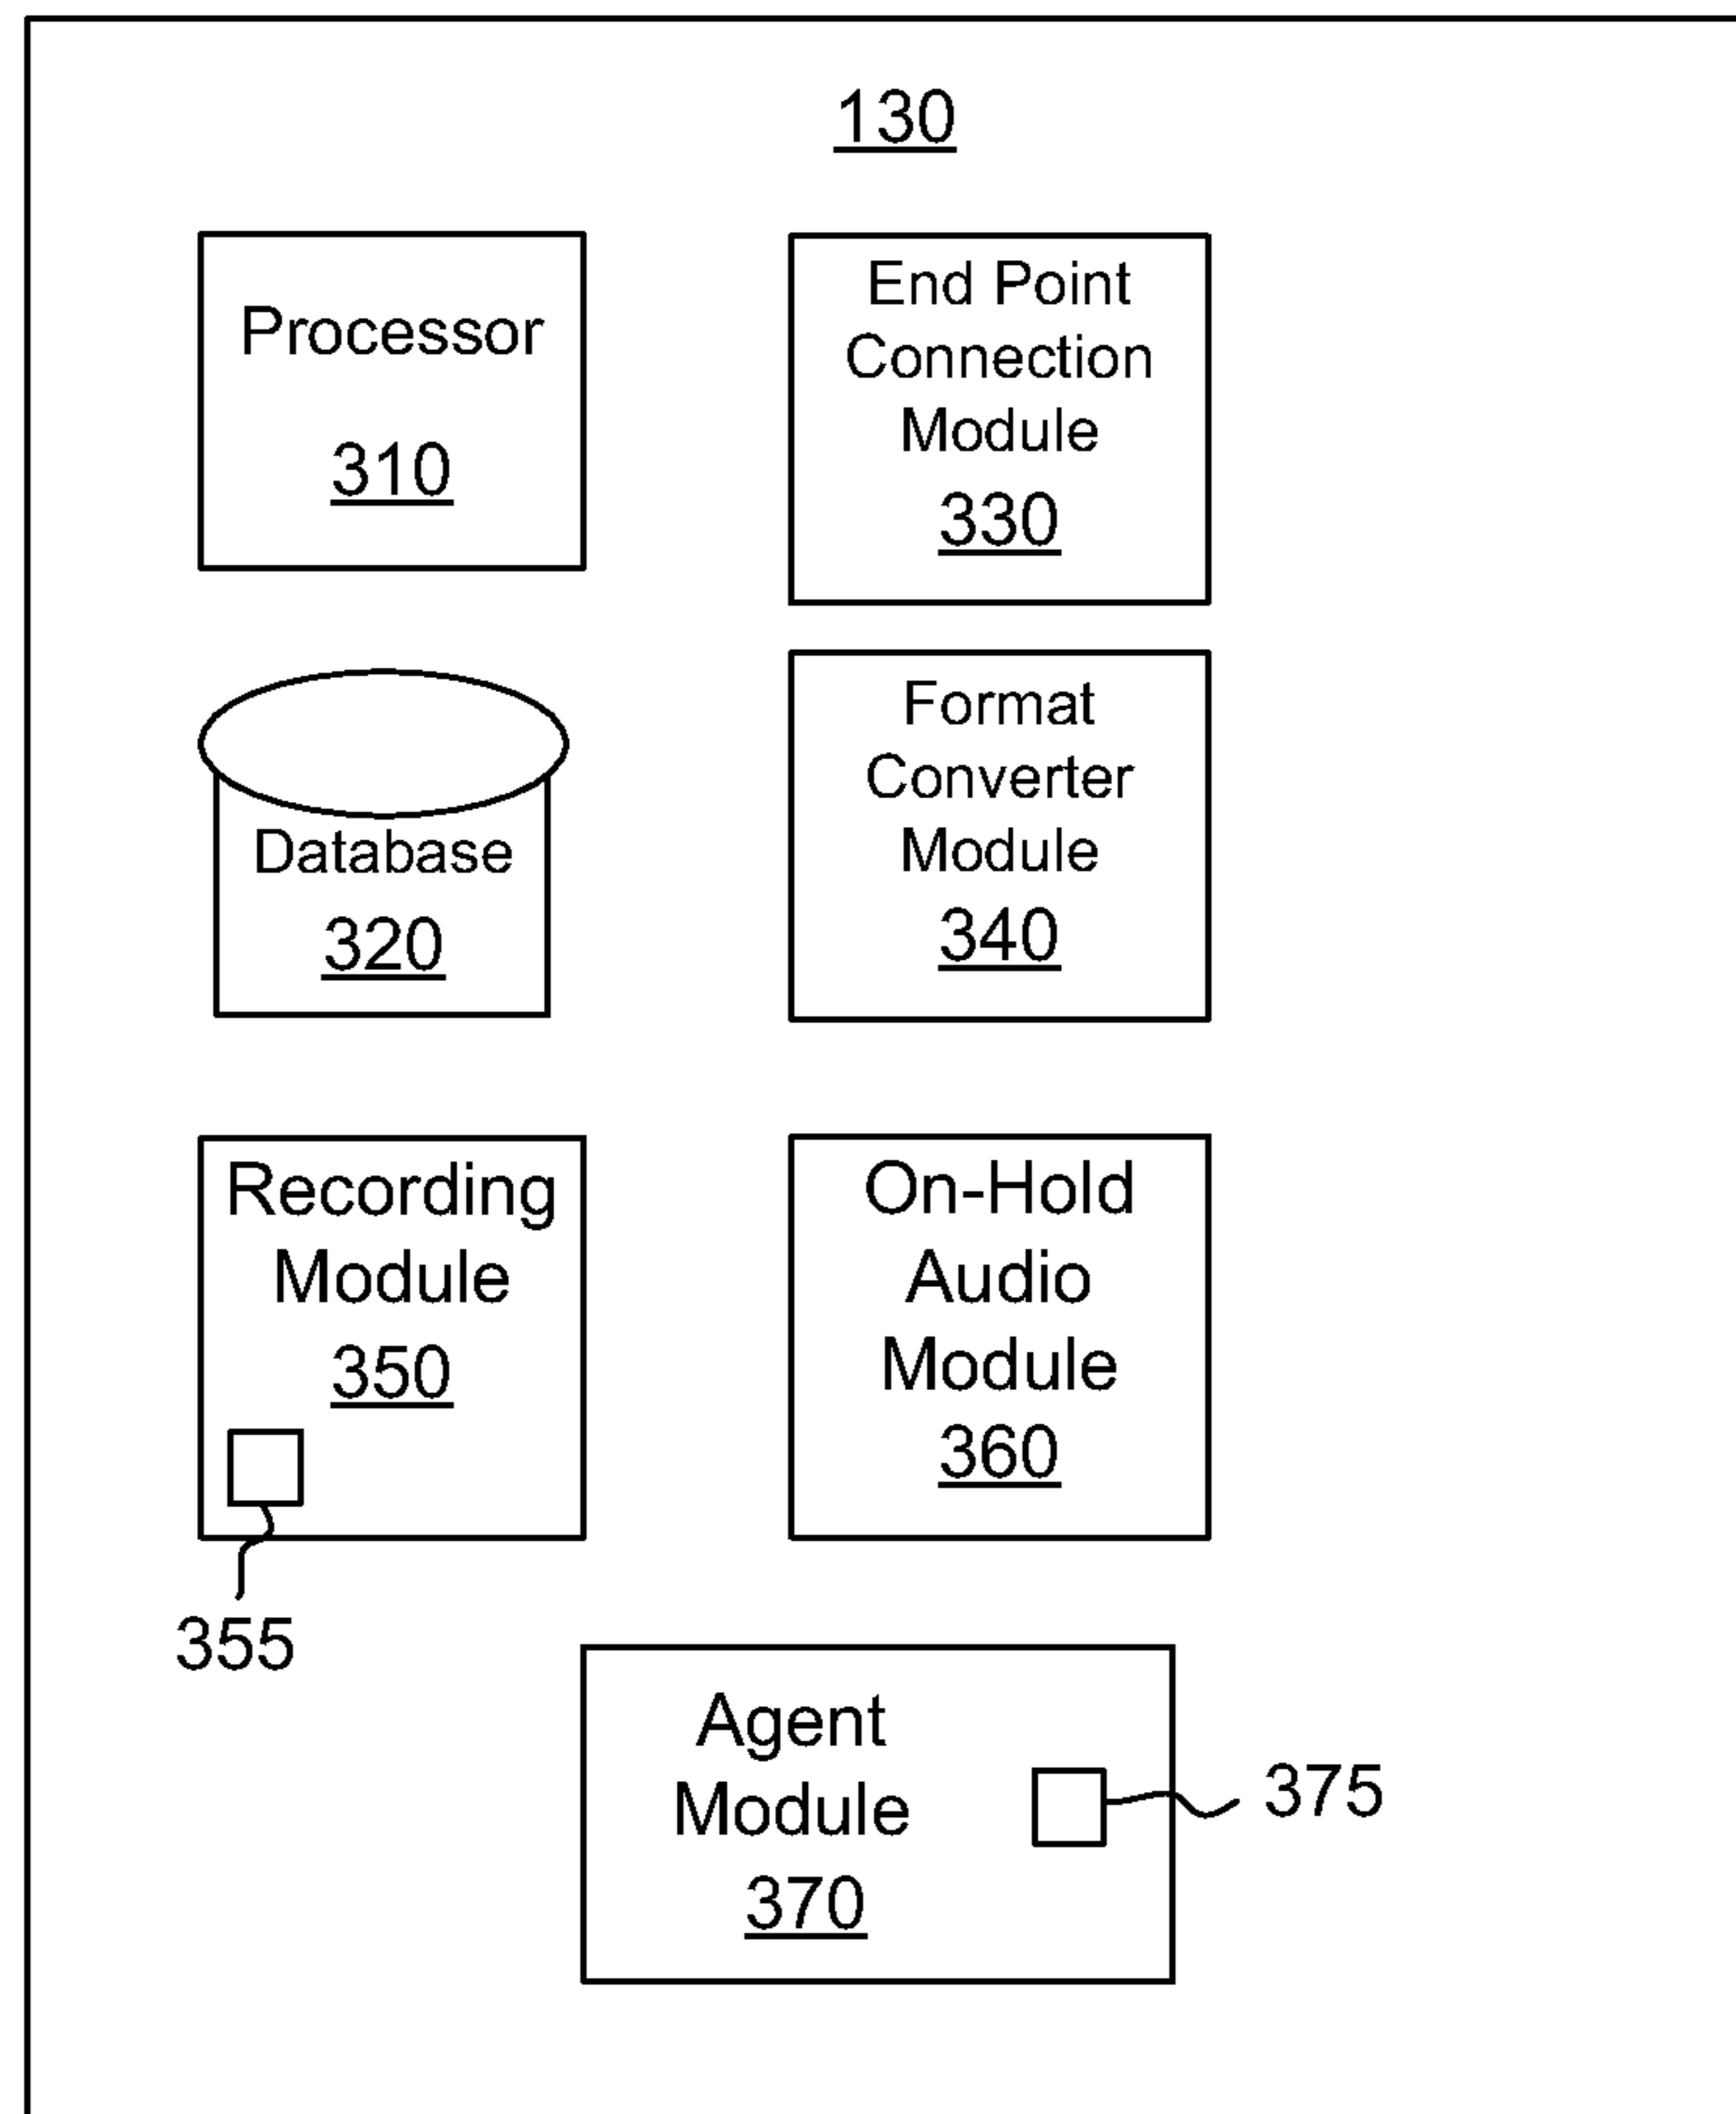 130
Processor
310
End Point
Connection
Module
330
Database
320
Format
Converter
Module
340
Recording
Module
350
355
On-Hold
Audio
Module
360
Agent
Module
370
375